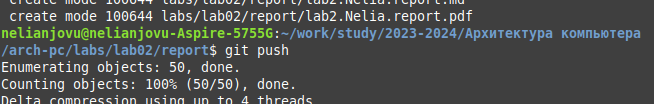 create mode 100644 labs/lab02/report/lab2.Nelia.report.md
create mode 100644 labs/lab02/report/lab2.Nelia.report.pdf
nelianjovu@nelianjovu-Aspire-5755G:~/work/study/2023-2024/Архитектура компьютера
/arch-pc/labs/lab02/report$ git push
Enumerating objects: 50, done.
Counting objects: 100% (50/50), done.
Delta compression using up to 4 threads